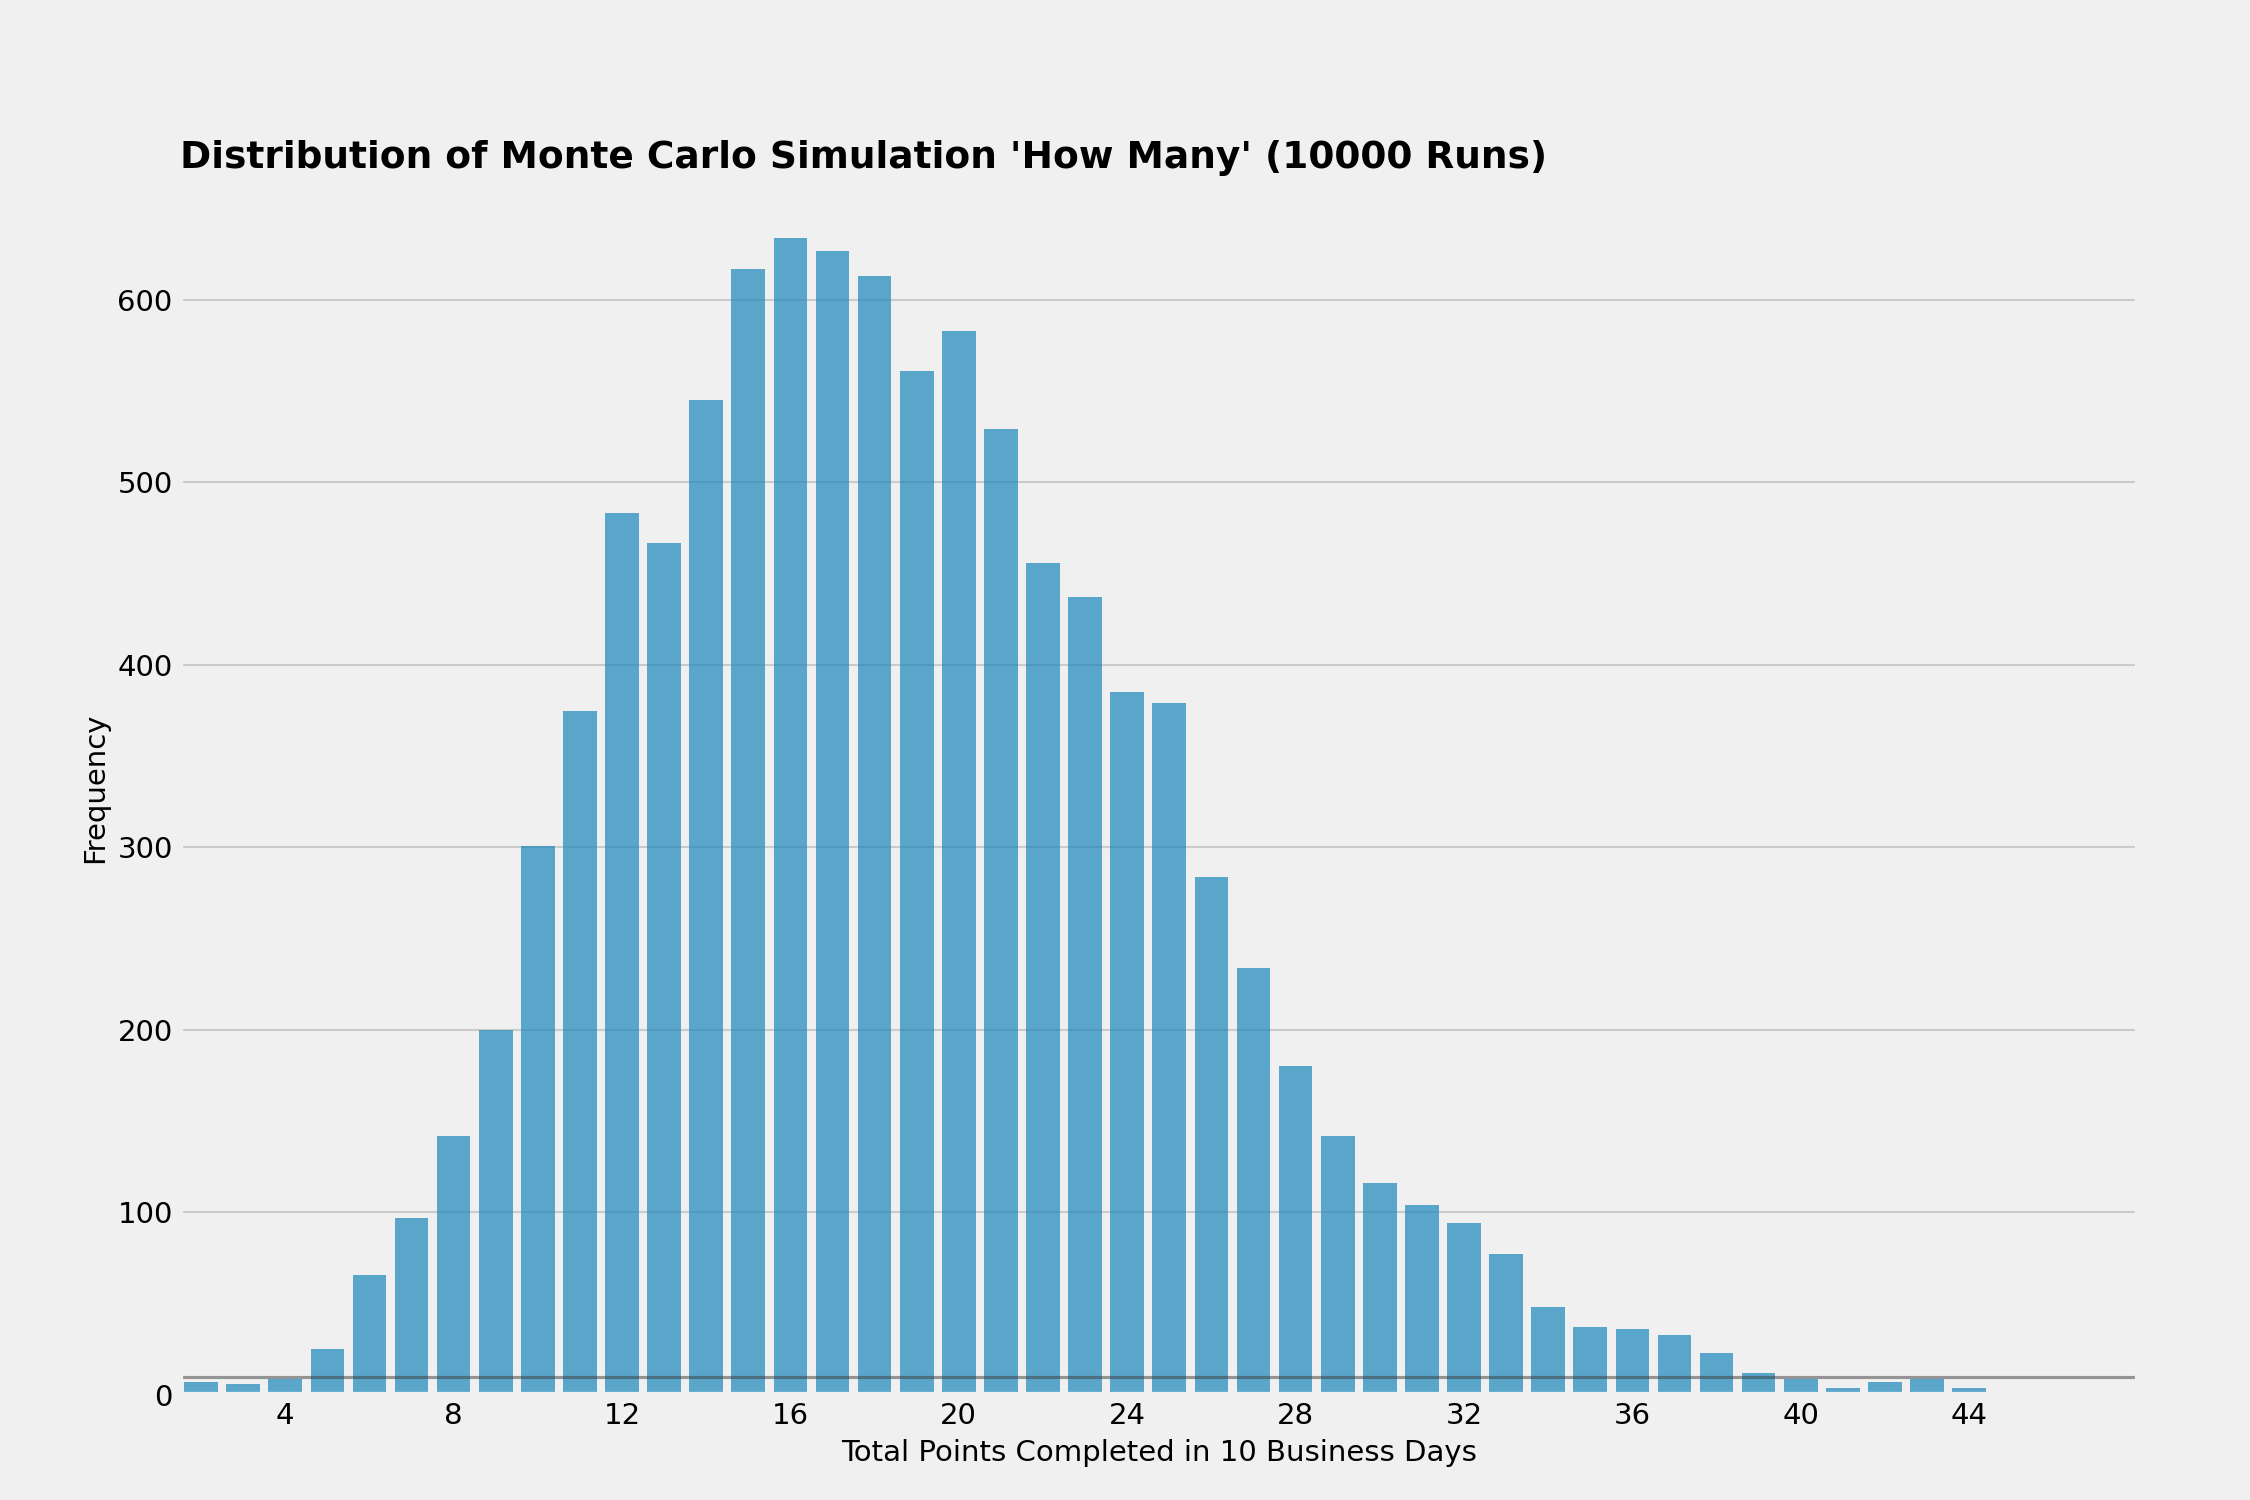 Distribution of Monte Carlo Simulation 'How Many' (10000 Runs)
600
500
400
300
200
100
0
Frequency
4 8 12 16 20 24 28 32 36 40 44
Total Points Completed in 10 Business Days